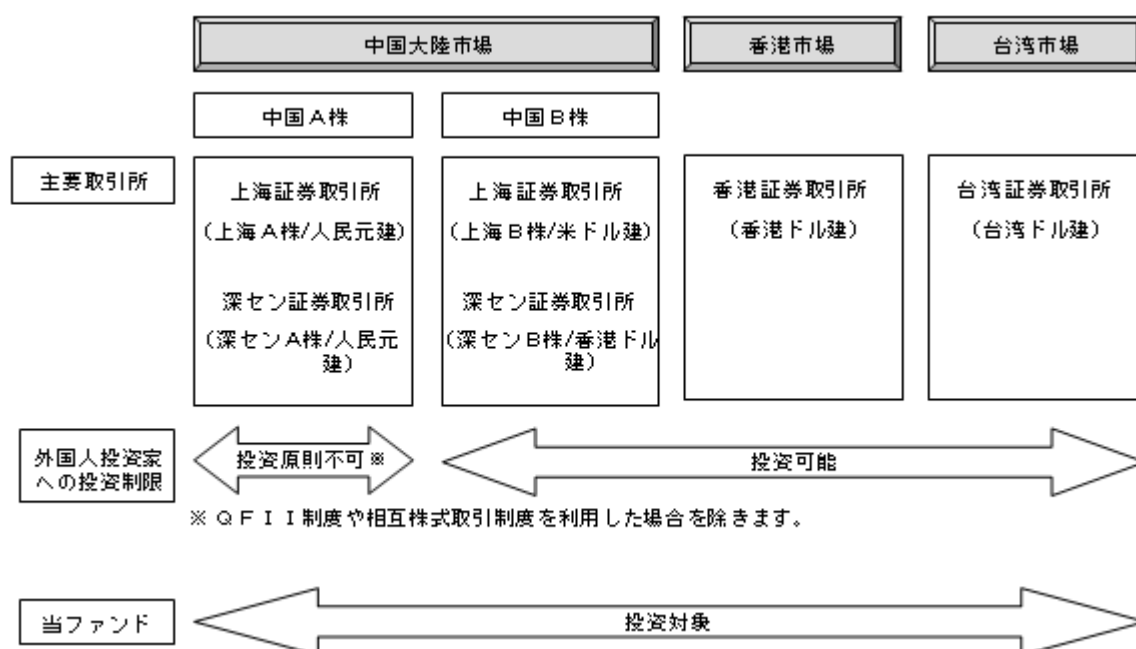 中国大陸市場
香港市場
台湾市場
中国A株
中国B株
主要取引所
上海証券取引所
(上海A株/人民元建)
深セン証券取引所
(深センA株/人民元
建)
上海証券取引所
(上海B株/米ドル建)
深セン証券取引所
(深センB株/香港ドル
建)
香港証券取引所
(香港ドル建)
台湾証券取引所
(台湾ドル建)
外国人投資家
への投資制限
投資原則不可※
投資可能
※QFII制度や相互株式取引制度を利用した場合を除きます。
当ファンド
投資対象